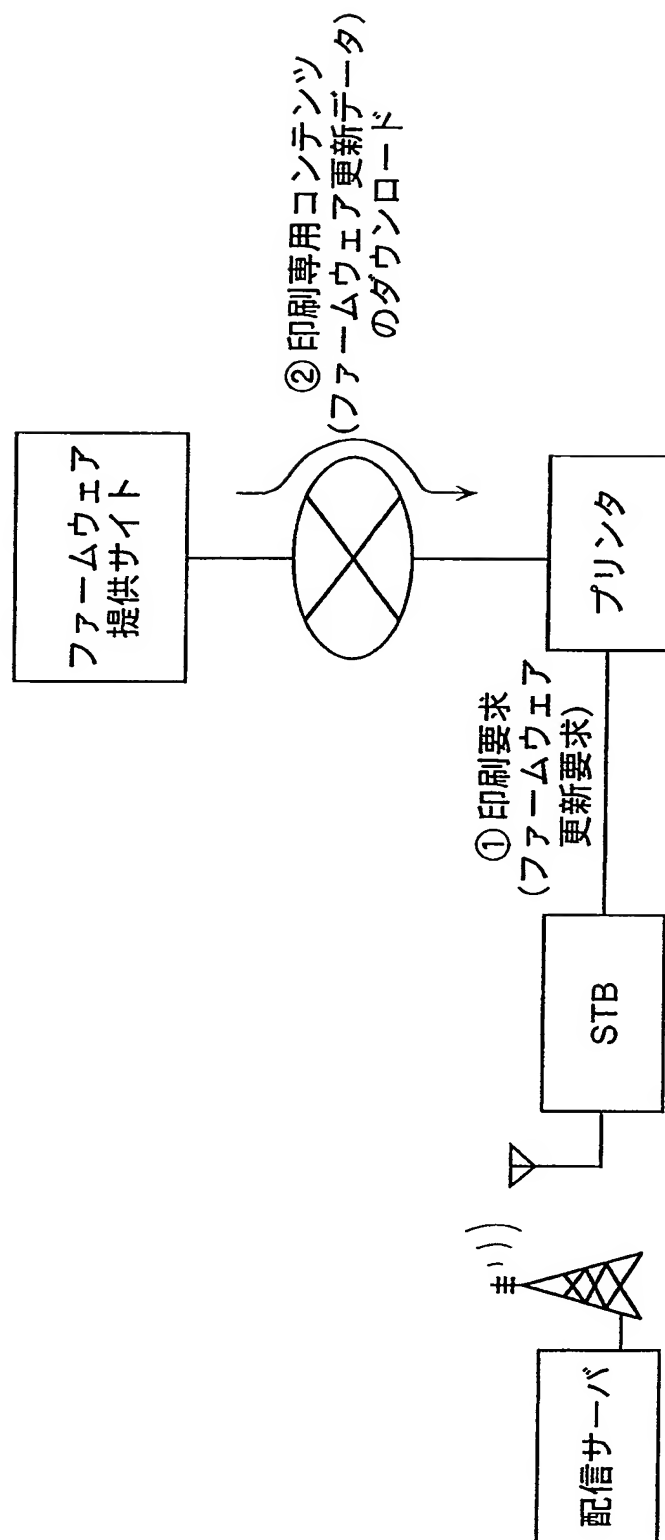 ファームウェア
提供サイト
②印刷専用コンテンツ
(ファームウェア更新データ)
のダウンロード
①印刷要求
(ファームウェア
更新要求)
プリンタ
STB
配信サーバ